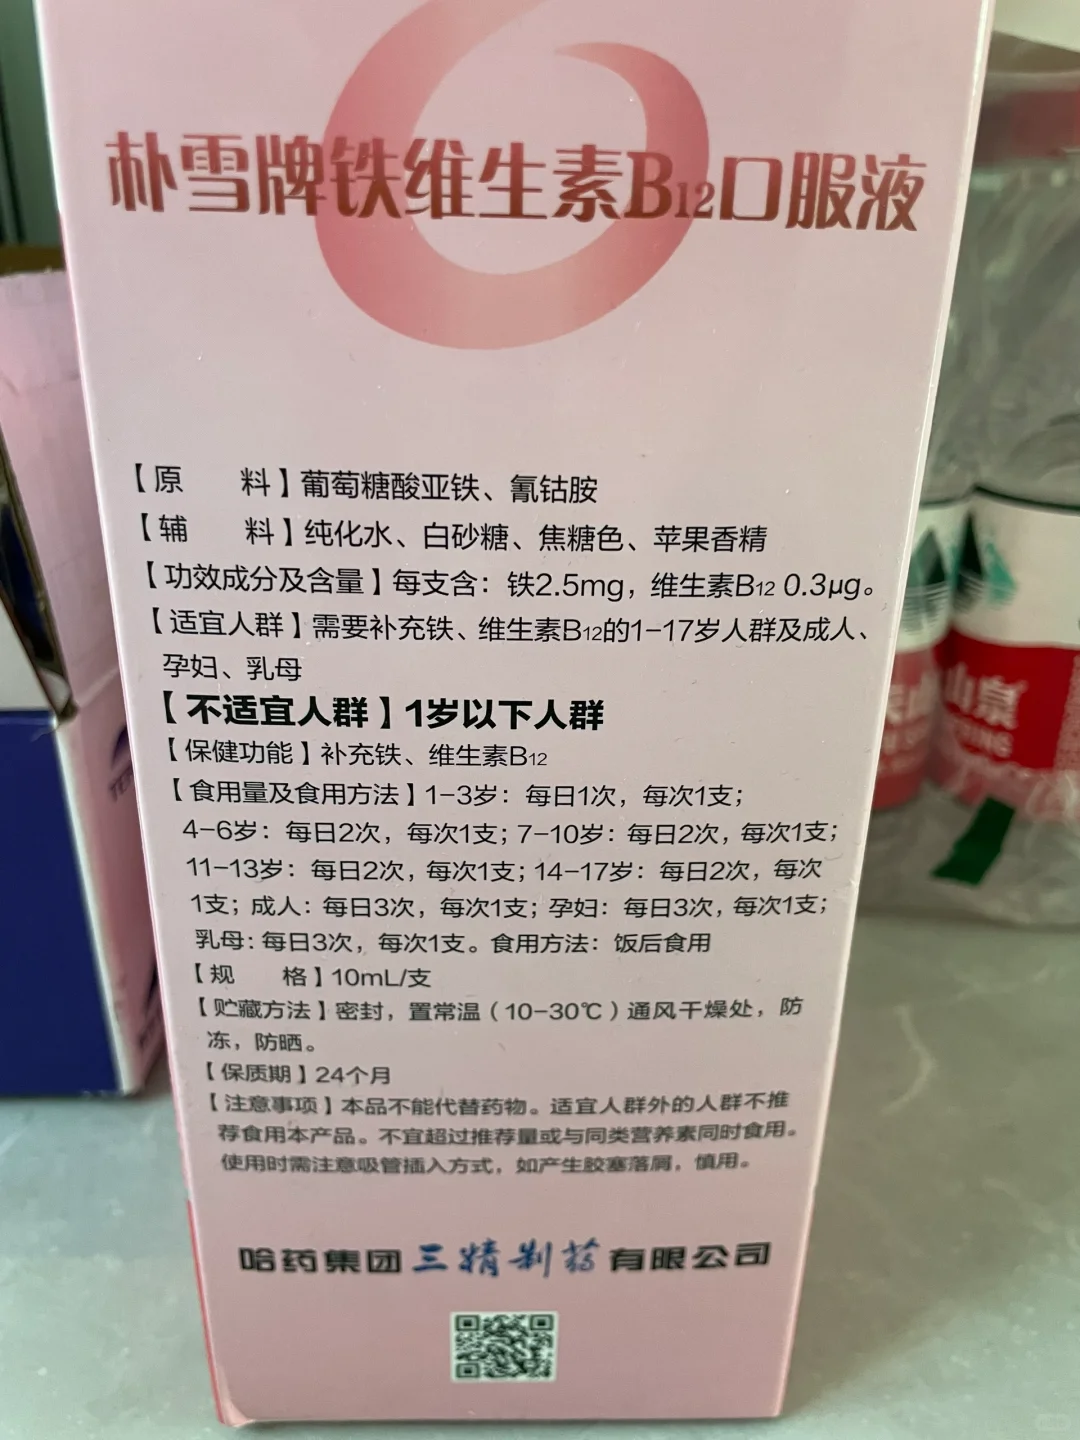 朴雪牌铁维生素B12口服液
【原 料】葡萄糖酸亚铁、氰钴胺
【辅 料】纯化水、白砂糖、焦糖色、苹果香精
【功效成分及含量】每支含：铁2.5mg，维生素B12 0.3μg。
【适宜人群】需要补充铁、维生素B12的1-17岁人群及成人、
孕妇、乳母
【不适宜人群】1岁以下人群
【保健功能】补充铁、维生素B12
【食用量及食用方法】1-3岁：每日1次，每次1支；
4-6岁：每日2次，每次1支；7-10岁：每日2次，每次1支；
11-13岁：每日2次，每次1支；14-17岁：每日2次，每次
1支；成人：每日3次，每次1支；孕妇：每日3次，每次1支；
乳母：每日3次，每次1支。食用方法：饭后食用
【规 格】10mL/支
【贮藏方法】密封，置常温（10-30℃）通风干燥处，防
冻，防晒。
【保质期】24个月
【注意事项】本品不能代替药物。适宜人群外的人群不推
荐食用本产品。不宜超过推荐量或与同类营养素同时食用。
使用时需注意吸管插入方式，如产生胶塞落屑，慎用。
哈药集团三精制药有限公司
山泉